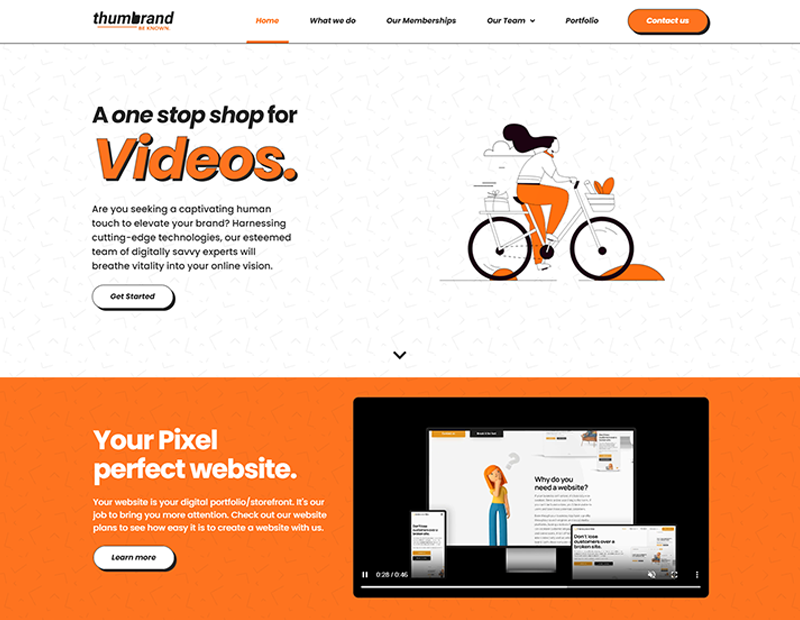 thumbrand
BE KNOWN.
Home
What we do
Our Memberships
Our Team
Portfolio
Contact us
A one stop shop for
Videos.
Are you seeking a captivating human
touch to elevate your brand? Harnessing
cutting-edge technologies, our esteemed
team of digitally savvy experts will
breathe vitality into your online vision.
Get Started
Your Pixel
perfect website.
Your website is your digital portfolio/storefront. It's our
job to bring you more attention. Check out our website
plans to see how easy it is to create a website with us.
Learn more
Why do you
need a website?
Don't lose
customers over a
broken site.
0:28 / 0:46